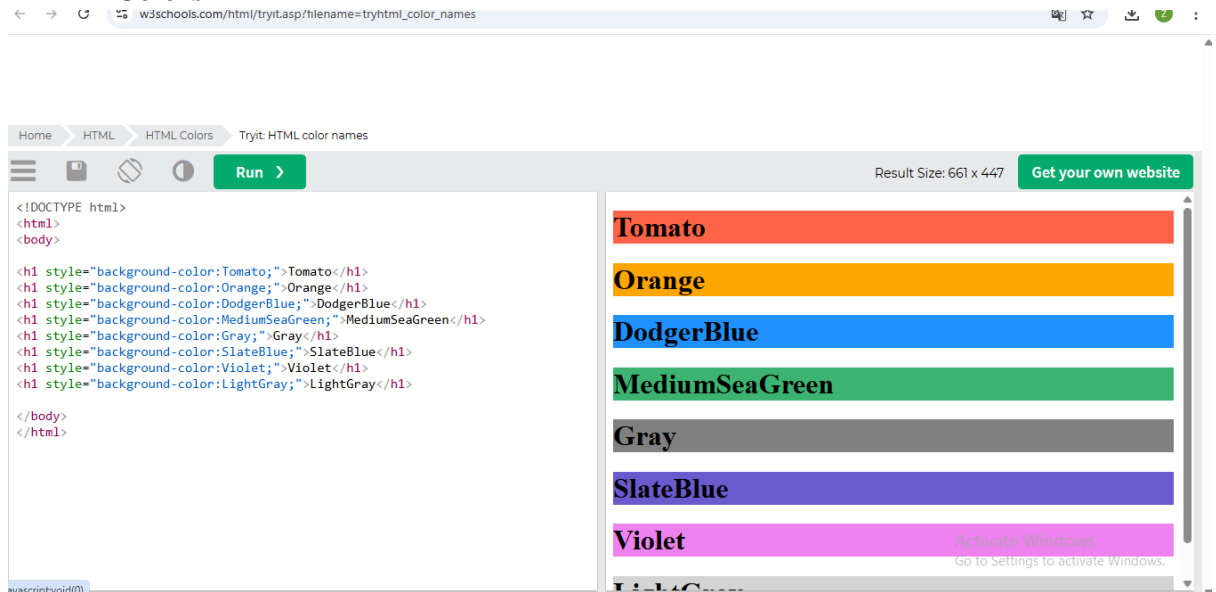 w3schools.com/html/tryit.asp?filename=tryhtml_color_names
Z
Home HTML HTML Colors Tryit: HTML color names
Run ❯
Result Size: 661 x 447
Get your own website
<!DOCTYPE html>
<html>
<body>
<h1 style="background-color:Tomato;">Tomato</h1>
<h1 style="background-color:Orange;">Orange</h1>
<h1 style="background-color:DodgerBlue;">DodgerBlue</h1>
<h1 style="background-color:MediumSeaGreen;">MediumSeaGreen</h1>
<h1 style="background-color:Gray;">Gray</h1>
<h1 style="background-color:SlateBlue;">SlateBlue</h1>
<h1 style="background-color:Violet;">Violet</h1>
<h1 style="background-color:LightGray;">LightGray</h1>
</body>
</html>
Tomato
Orange
DodgerBlue
MediumSeaGreen
Gray
SlateBlue
Violet
LightGray
Activate Windows
Go to Settings to activate Windows.
avascript:void(0)